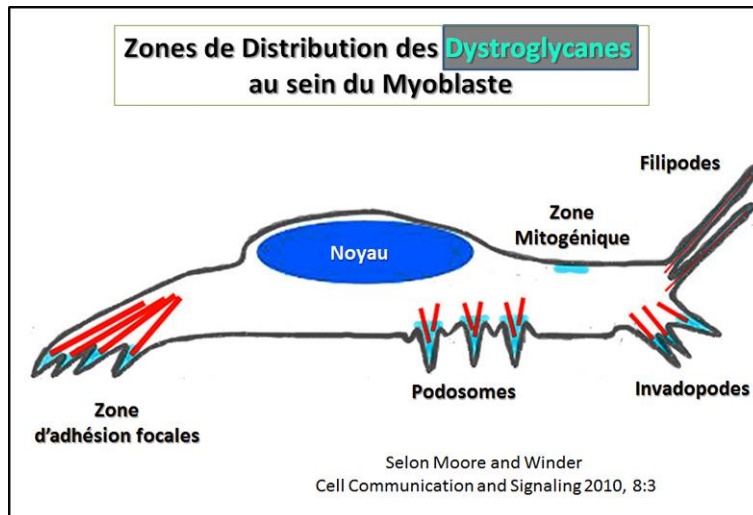 Zones de Distribution des Dystroglycanes
au sein du Myoblaste
Filipodes
Zone
Mitogénique
Noyau
Podosomes
Invadopodes
Zone
d'adhésion focales
Selon Moore and Winder
Cell Communication and Signaling 2010, 8:3